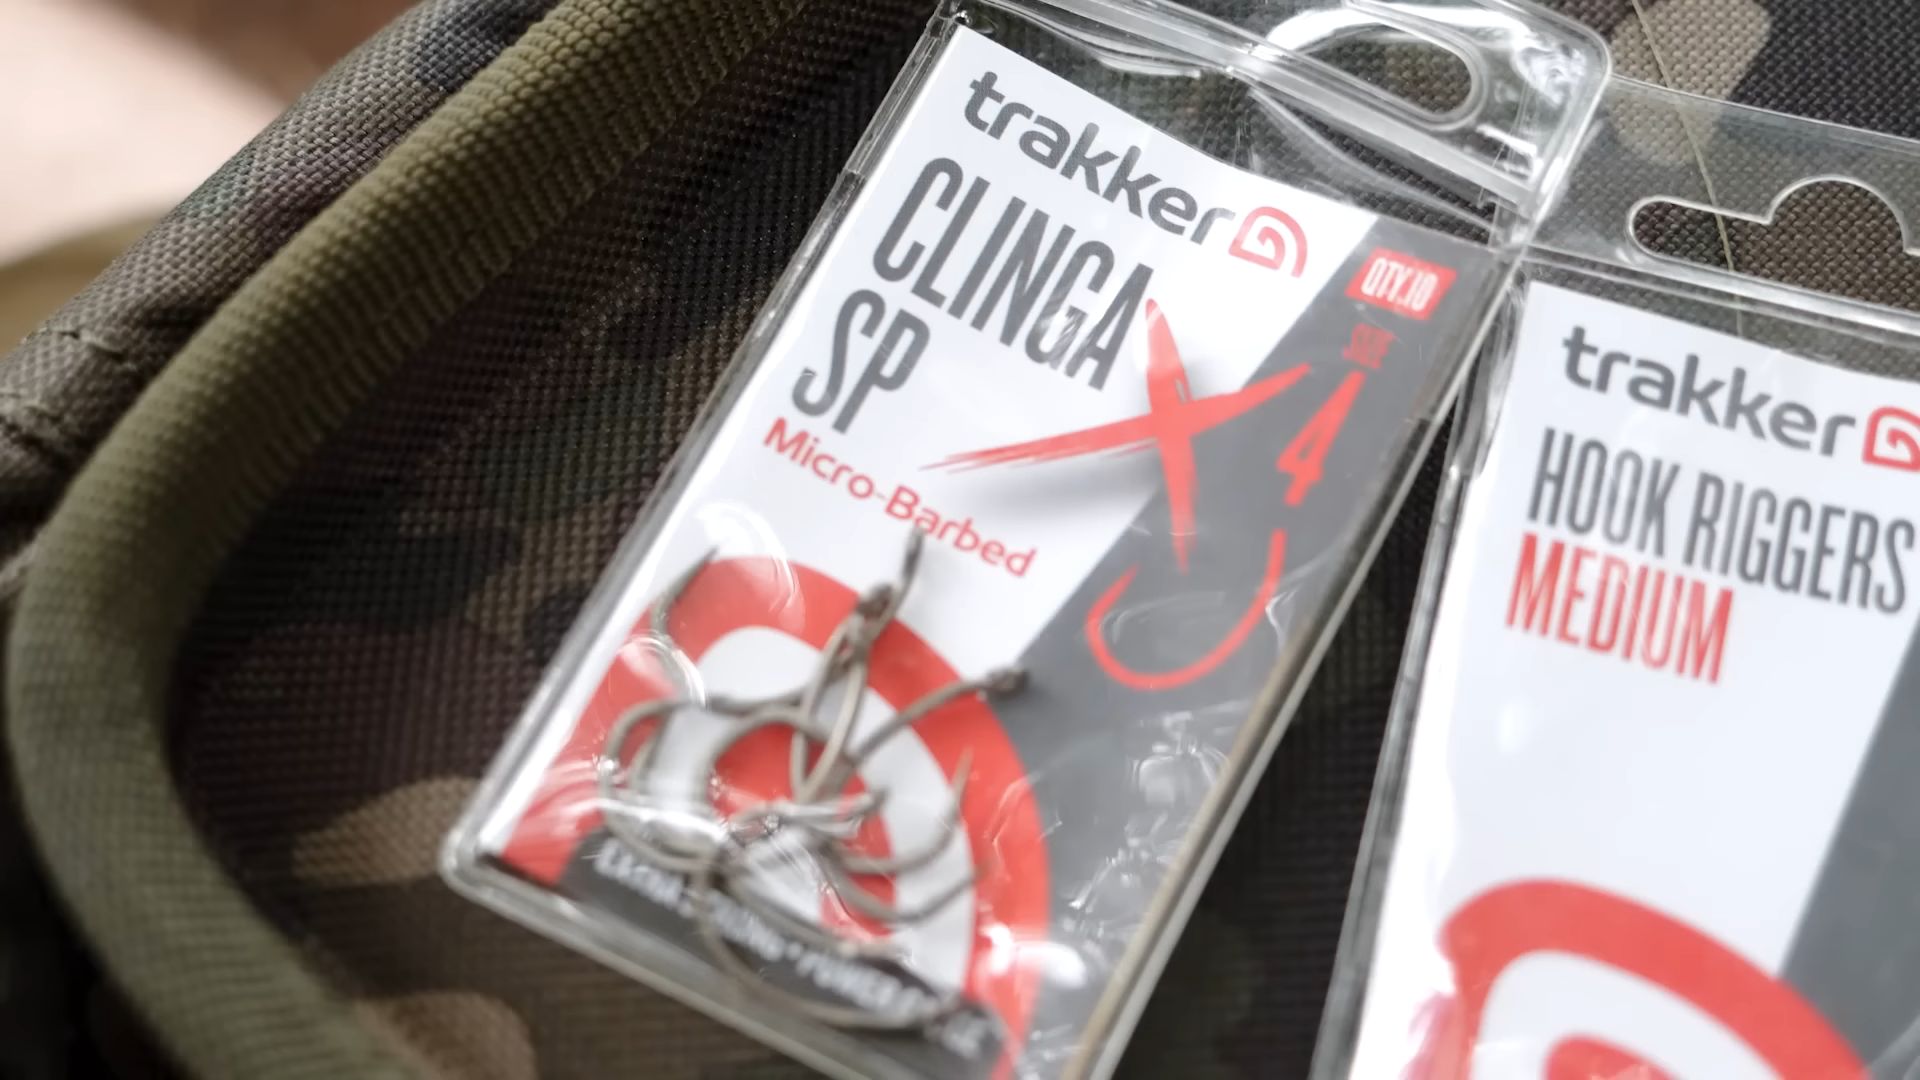 trakker
CLINGA
SP
Micro-Barbed
QTY.10
SIZE
4
X
trakker
HOOK RIGGERS
MEDIUM